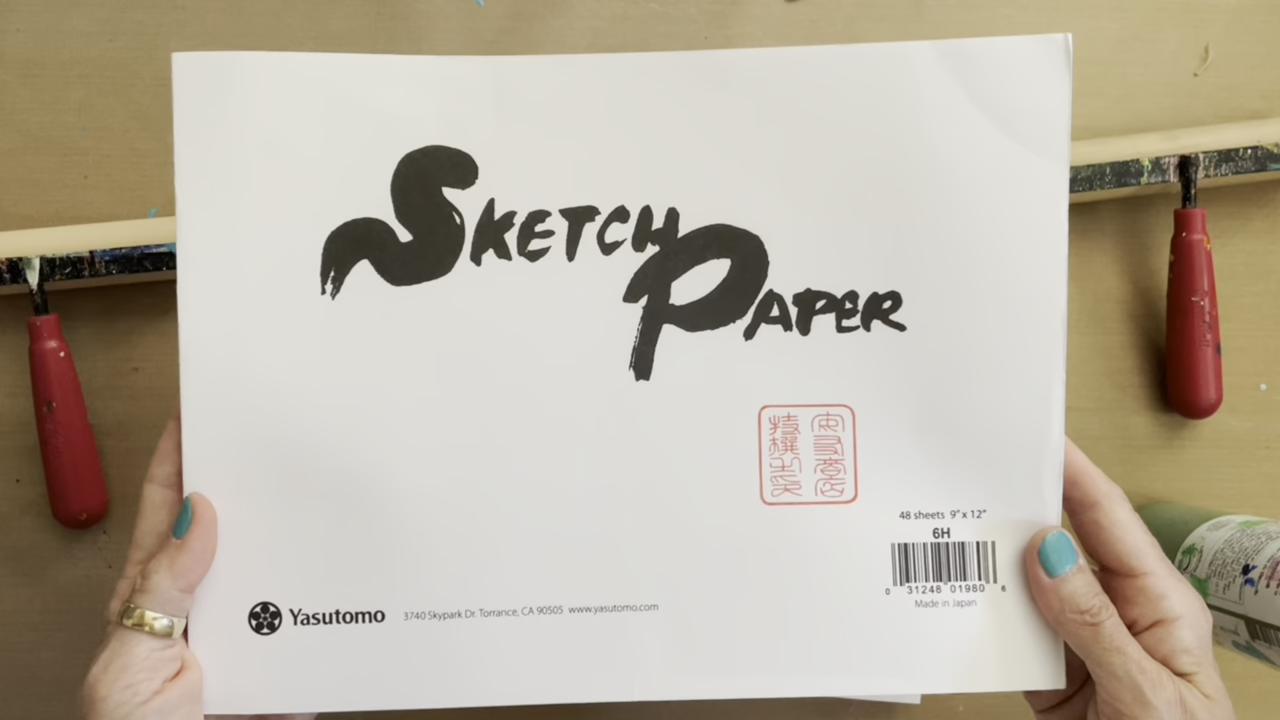 SKETCH
PAPER
48 sheets 9" x 12"
6H
0 31248 01980 6
Made in Japan
Yasutomo 3740 Skypark Dr. Torrance, CA 90505 www.yasutomo.com